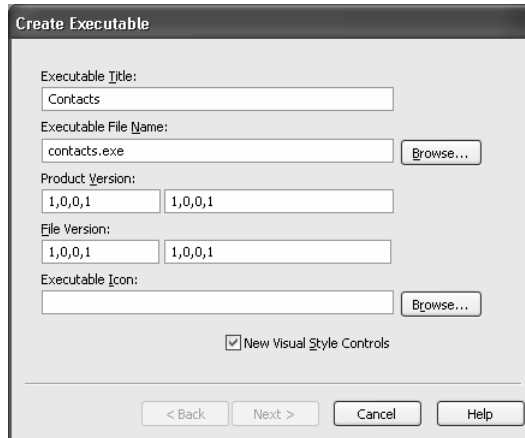 Create Executable
Executable Title:
Contacts
Executable File Name:
contacts.exe
Browse...
Product Version:
1,0,0,1 1,0,0,1
File Version:
1,0,0,1 1,0,0,1
Executable Icon:
Browse...
New Visual Style Controls
< Back Next > Cancel Help